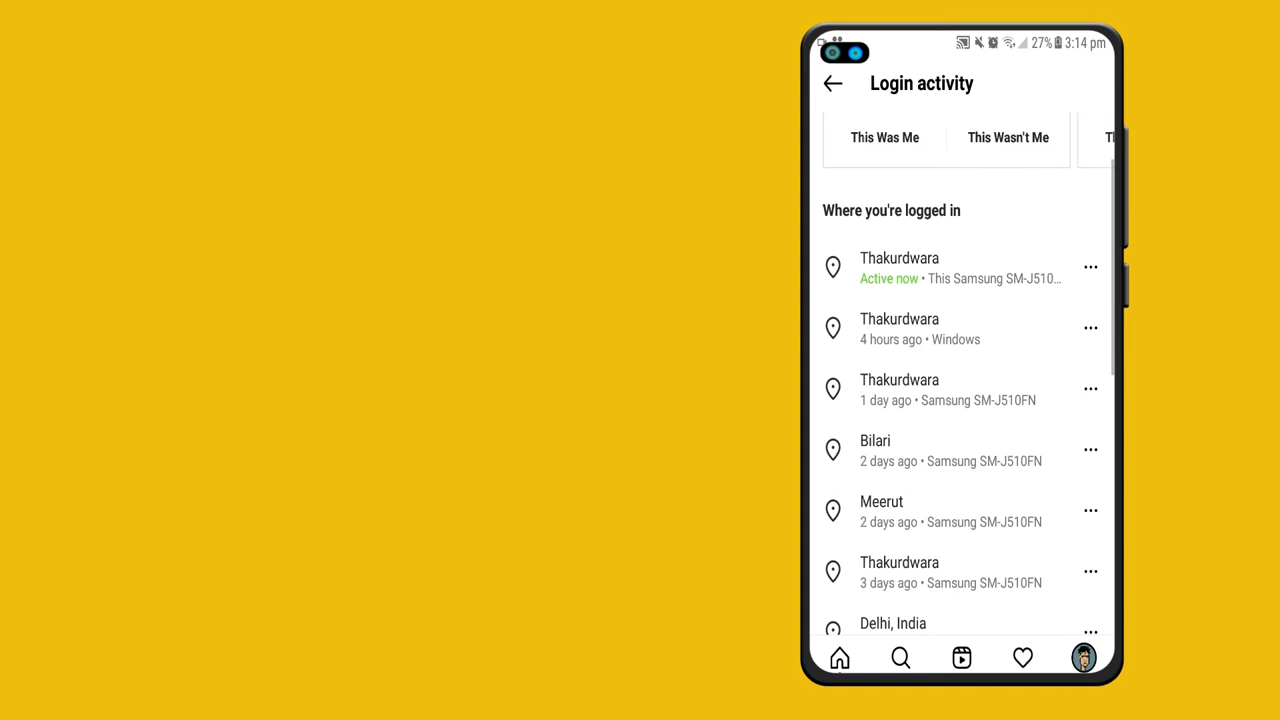 27% 3:14 pm
Login activity
This Was Me
This Wasn't Me
Where you're logged in
Thakurdwara
Active now • This Samsung SM-J510...
Thakurdwara
4 hours ago • Windows
Thakurdwara
1 day ago • Samsung SM-J510FN
Bilari
2 days ago • Samsung SM-J510FN
Meerut
2 days ago • Samsung SM-J510FN
Thakurdwara
3 days ago • Samsung SM-J510FN
Delhi, India